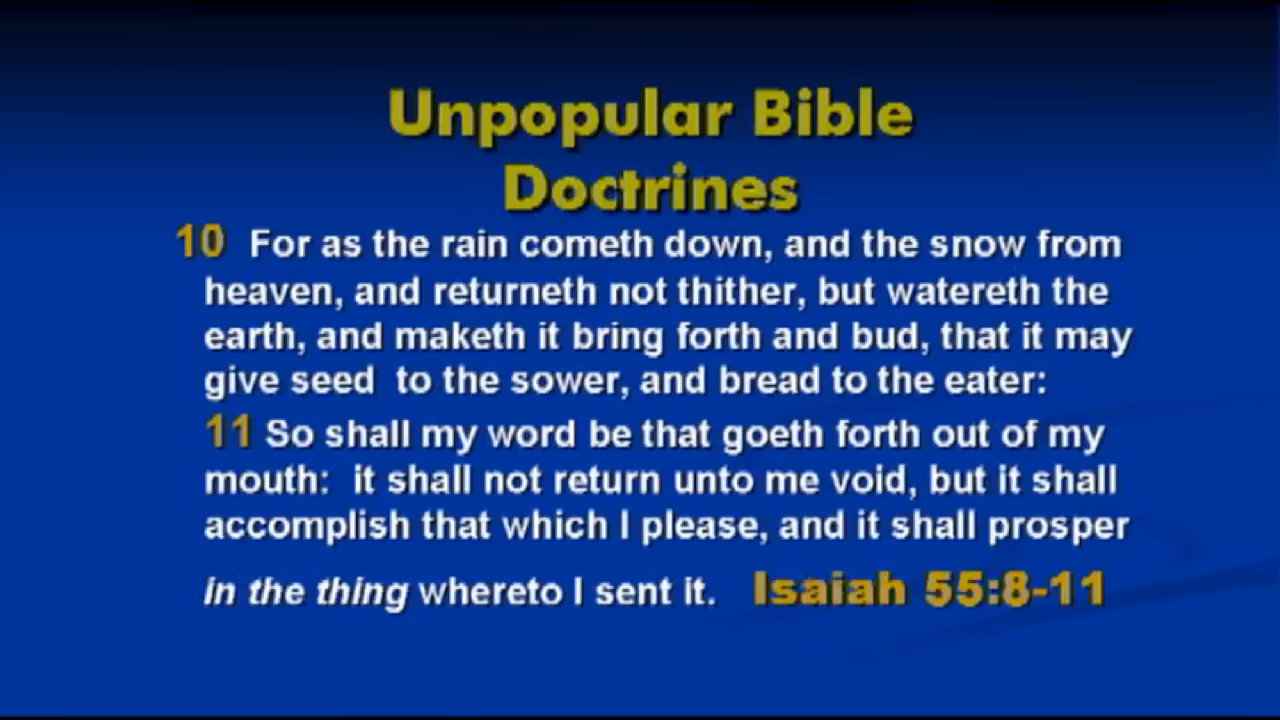 Unpopular Bible
Doctrines
10 For as the rain cometh down, and the snow from
heaven, and returneth not thither, but watereth the
earth, and maketh it bring forth and bud, that it may
give seed to the sower, and bread to the eater:
11 So shall my word be that goeth forth out of my
mouth: it shall not return unto me void, but it shall
accomplish that which I please, and it shall prosper
in the thing whereto I sent it. Isaiah 55:8-11